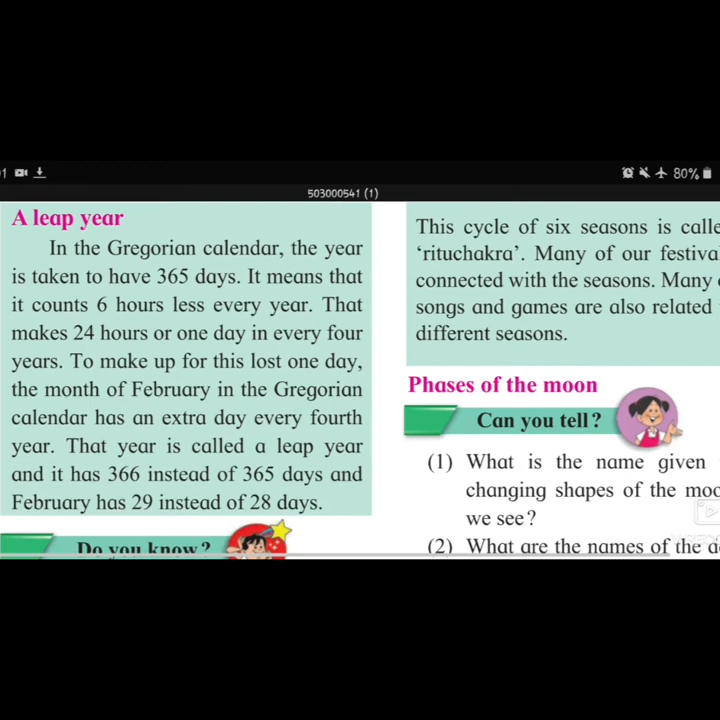 80%
503000541 (1)
A leap year
In the Gregorian calendar, the year
is taken to have 365 days. It means that
it counts 6 hours less every year. That
makes 24 hours or one day in every four
years. To make up for this lost one day,
the month of February in the Gregorian
calendar has an extra day every fourth
year. That year is called a leap year
and it has 366 instead of 365 days and
February has 29 instead of 28 days.
Do you know?
This cycle of six seasons is calle
‘rituchakra’. Many of our festival
connected with the seasons. Many
songs and games are also related
different seasons.
Phases of the moon
Can you tell?
(1) What is the name given
changing shapes of the moo
we see?
(2) What are the names of the